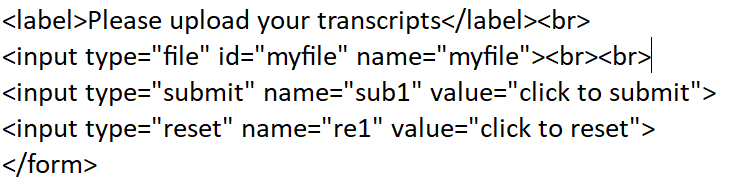 <label>Please upload your transcripts</label><br>
<input type="file" id="myfile" name="myfile"><br><br>
<input type="submit" name="sub1" value="click to submit">
<input type="reset" name="re1" value="click to reset">
</form>